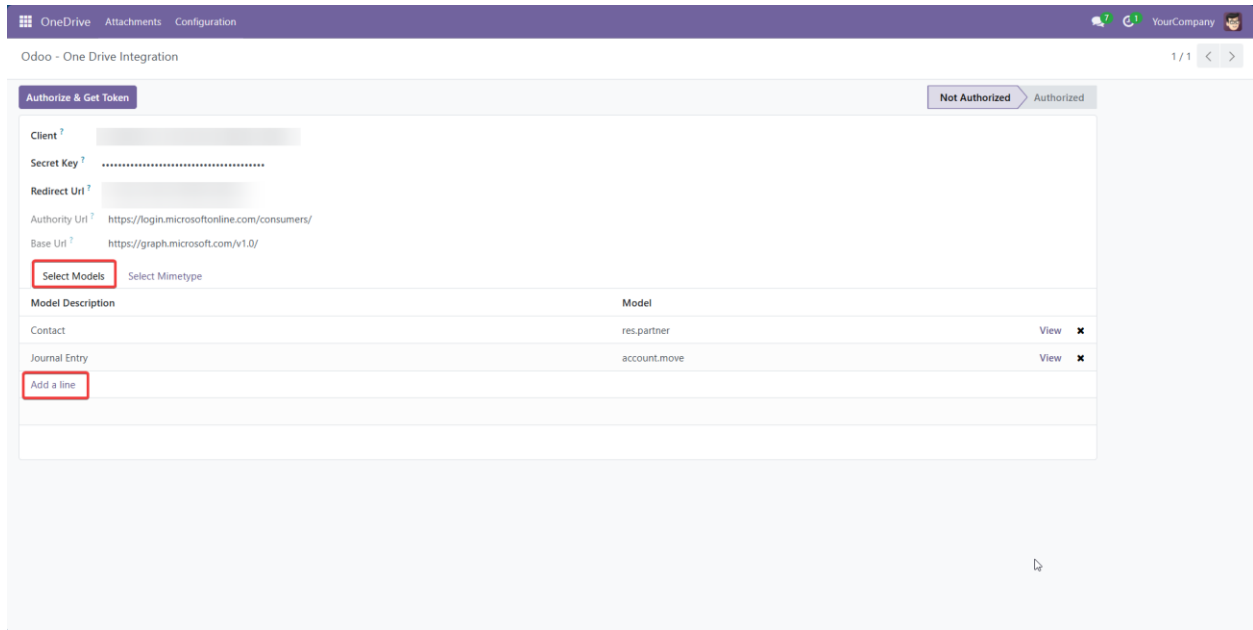 OneDrive Attachments Configuration 7 1 YourCompany
Odoo - One Drive Integration 1 / 1
Authorize & Get Token Not Authorized Authorized
Client ?
Secret Key ? ••••••••••••••••••••••••••••••••••••••••
Redirect Url ?
Authority Url ? https://login.microsoftonline.com/consumers/
Base Url ? https://graph.microsoft.com/v1.0/
Select Models Select Mimetype
Model Description Model
Contact res.partner View ✖
Journal Entry account.move View ✖
Add a line